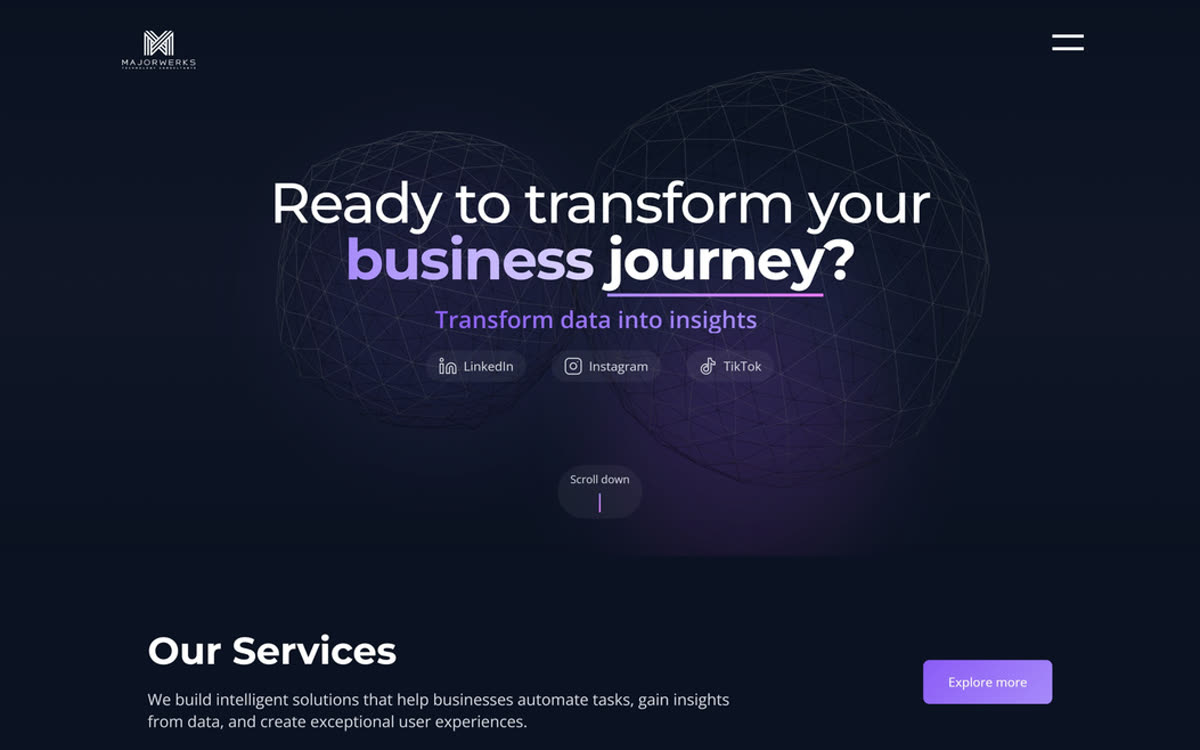 MAJORWERKS
Ready to transform your
business journey?
Transform data into insights
LinkedIn
Instagram
TikTok
Scroll down
Our Services
We build intelligent solutions that help businesses automate tasks, gain insights
from data, and create exceptional user experiences.
Explore more